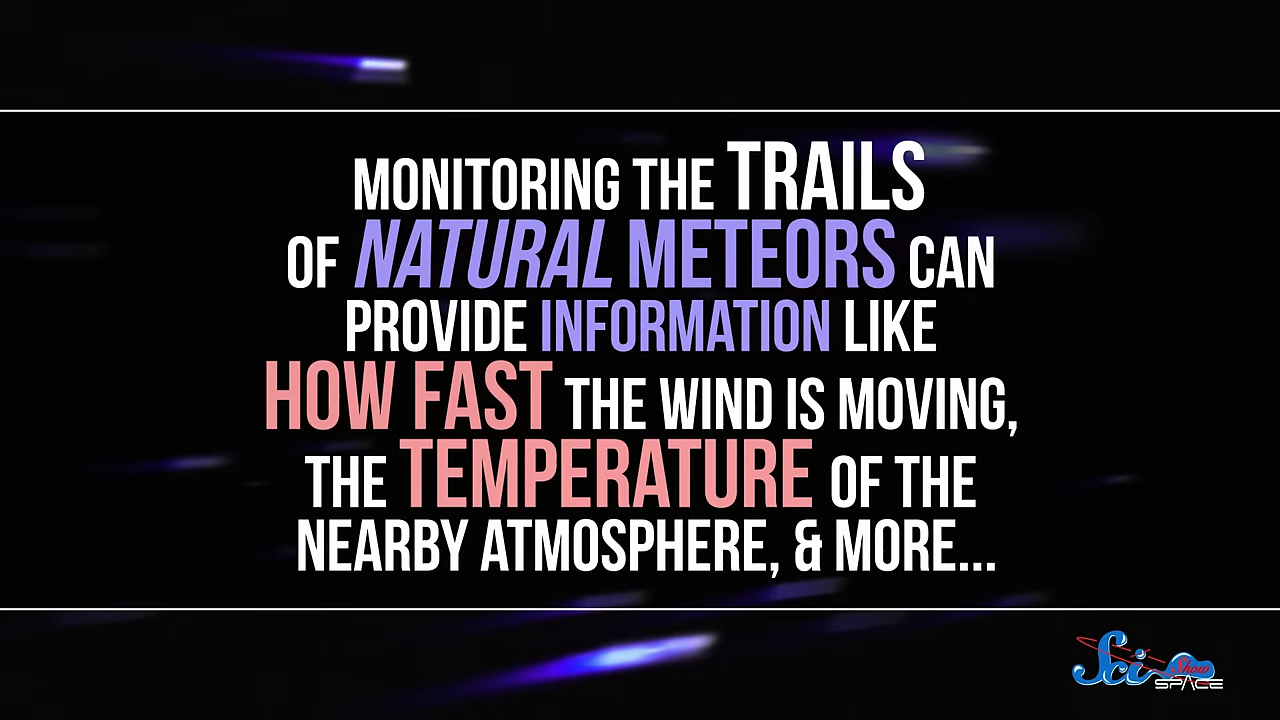 MONITORING THE TRAILS
OF NATURAL METEORS CAN
PROVIDE INFORMATION LIKE
HOW FAST THE WIND IS MOVING,
THE TEMPERATURE OF THE
NEARBY ATMOSPHERE, & MORE...
Sci Show
SPACE